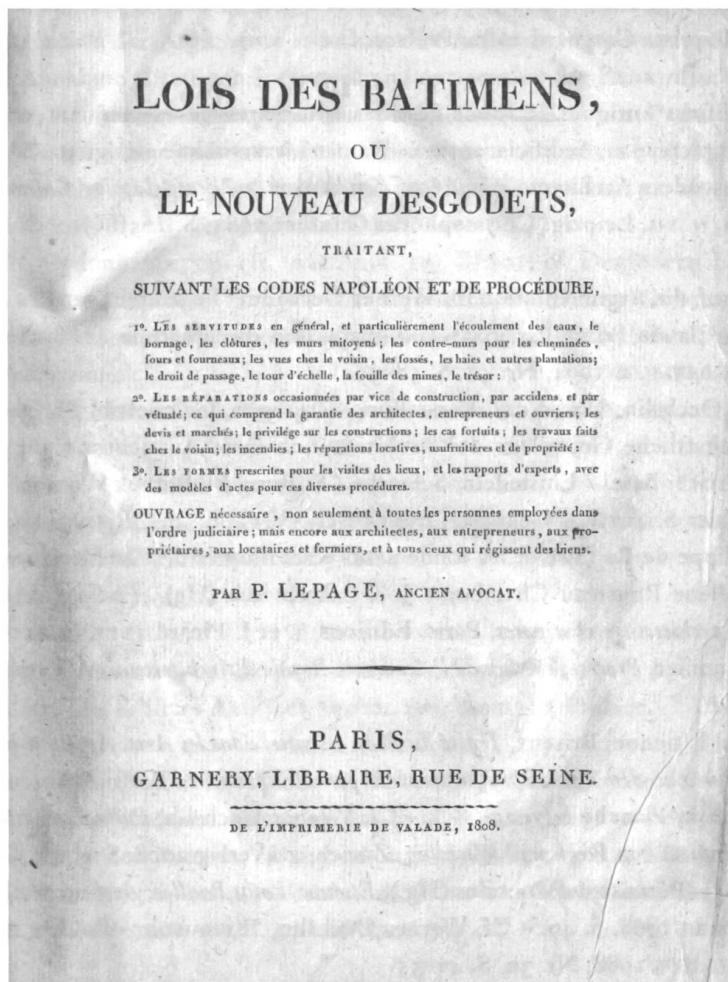 LOIS DES BATIMENS,
OU
LE NOUVEAU DESGODETS,
TRAITANT,
SUIVANT LES CODES NAPOLÉON ET DE PROCÉDURE,
1º. LES SERVITUDES en général, et particulièrement l'écoulement des eaux, le
bornage, les clôtures, les murs mitoyens; les contre-murs pour les cheminées,
fours et fourneaux; les vues chez le voisin, les fossés, les haies et autres plantations;
le droit de passage, le tour d'échelle, la fouille des mines, le trésor:
2º. LES RÉPARATIONS occasionnées par vice de construction, par accidens et par
vétusté; ce qui comprend la garantie des architectes, entrepreneurs et ouvriers; les
devis et marchés; le privilége sur les constructions; les cas fortuits; les travaux faits
chez le voisin; les incendies; les réparations locatives, usufruitières et de propriété:
3º. LES FORMES prescrites pour les visites des lieux, et les rapports d'experts, avec
des modèles d'actes pour ces diverses procédures.
OUVRAGE nécessaire, non seulement à toutes les personnes employées dans
l'ordre judiciaire; mais encore aux architectes, aux entrepreneurs, aux pro-
priétaires, aux locataires et fermiers, et à tous ceux qui régissent des biens.
PAR P. LEPAGE, ANCIEN AVOCAT.
PARIS,
GARNERY, LIBRAIRE, RUE DE SEINE.
DE L'IMPRIMERIE DE VALADE, 1808.